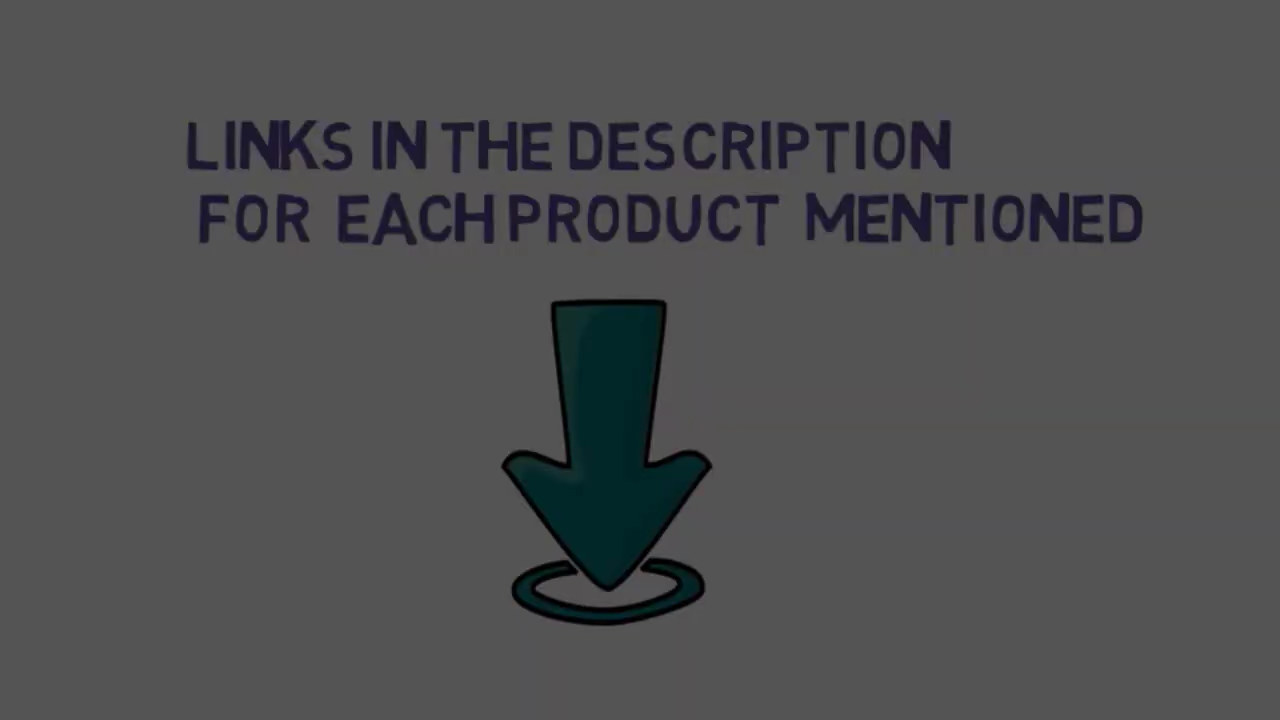 LINKS IN THE DESCRIPTION
FOR EACH PRODUCT MENTIONED